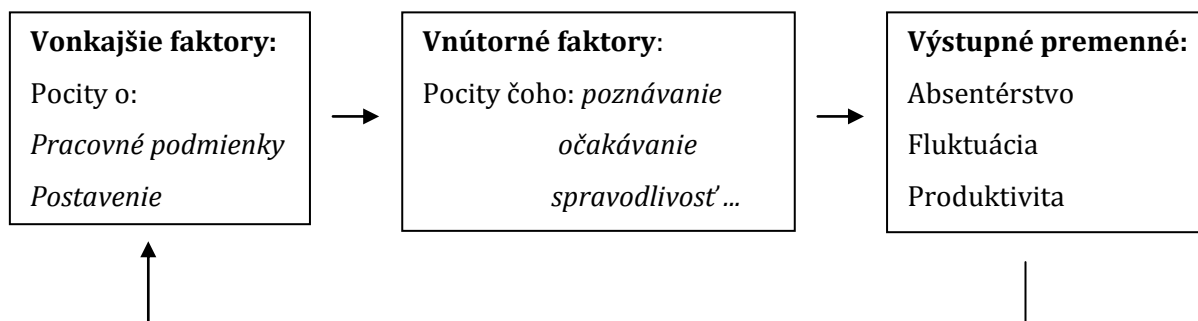 Vonkajšie faktory:
Pocity o:
Pracovné podmienky
Postavenie
Vnútorné faktory:
Pocity čoho: poznávanie
očakávanie
spravodlivosť ...
Výstupné premenné:
Absentérstvo
Fluktuácia
Produktivita